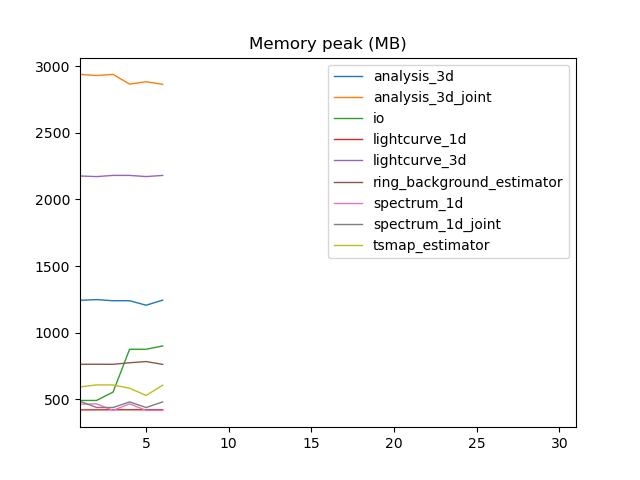 Memory peak (MB)
3000
2500
2000
1500
1000
500
analysis_3d
analysis_3d_joint
io
lightcurve_1d
lightcurve_3d
ring_background_estimator
spectrum_1d
spectrum_1d_joint
tsmap_estimator
5 10 15 20 25 30